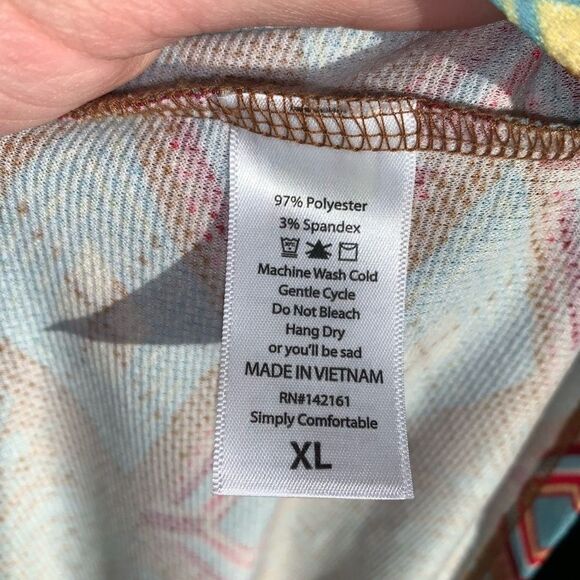 97% Polyester
3% Spandex
Machine Wash Cold
Gentle Cycle
Do Not Bleach
Hang Dry
or you'll be sad
MADE IN VIETNAM
RN#142161
Simply Comfortable
XL